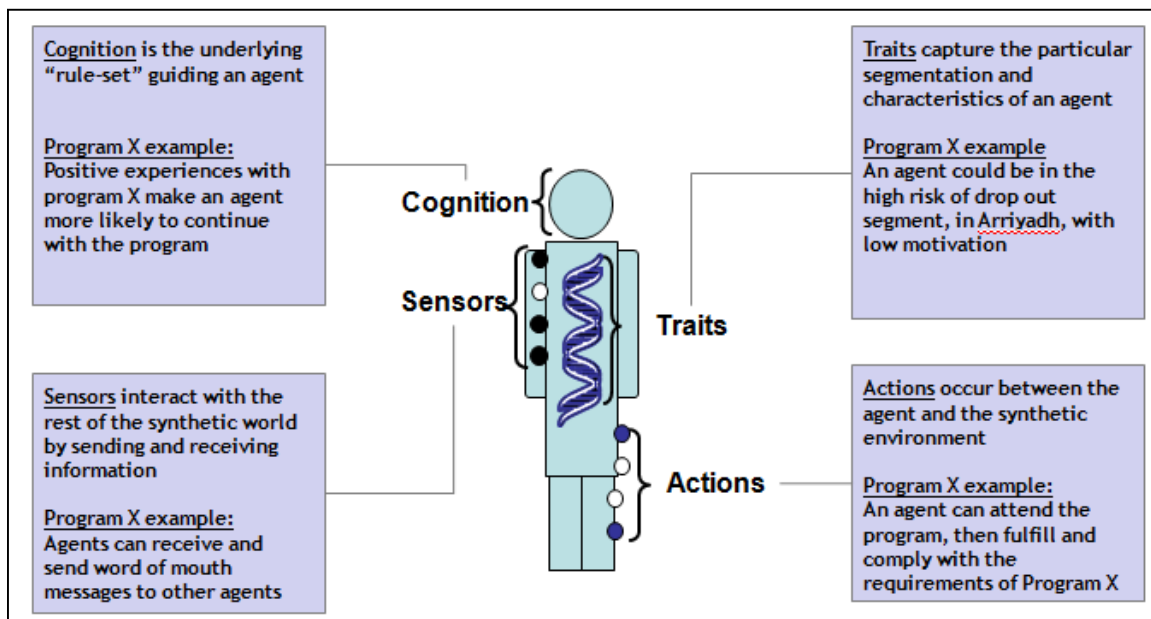 Cognition is the underlying
“rule-set” guiding an agent
Program X example:
Positive experiences with
program X make an agent
more likely to continue
with the program
Traits capture the particular
segmentation and
characteristics of an agent
Program X example
An agent could be in the
high risk of drop out
segment, in Arriyadh, with
low motivation
Cognition
Sensors
Traits
Actions
Sensors interact with the
rest of the synthetic world
by sending and receiving
information
Program X example:
Agents can receive and
send word of mouth
messages to other agents
Actions occur between the
agent and the synthetic
environment
Program X example:
An agent can attend the
program, then fulfill and
comply with the
requirements of Program X